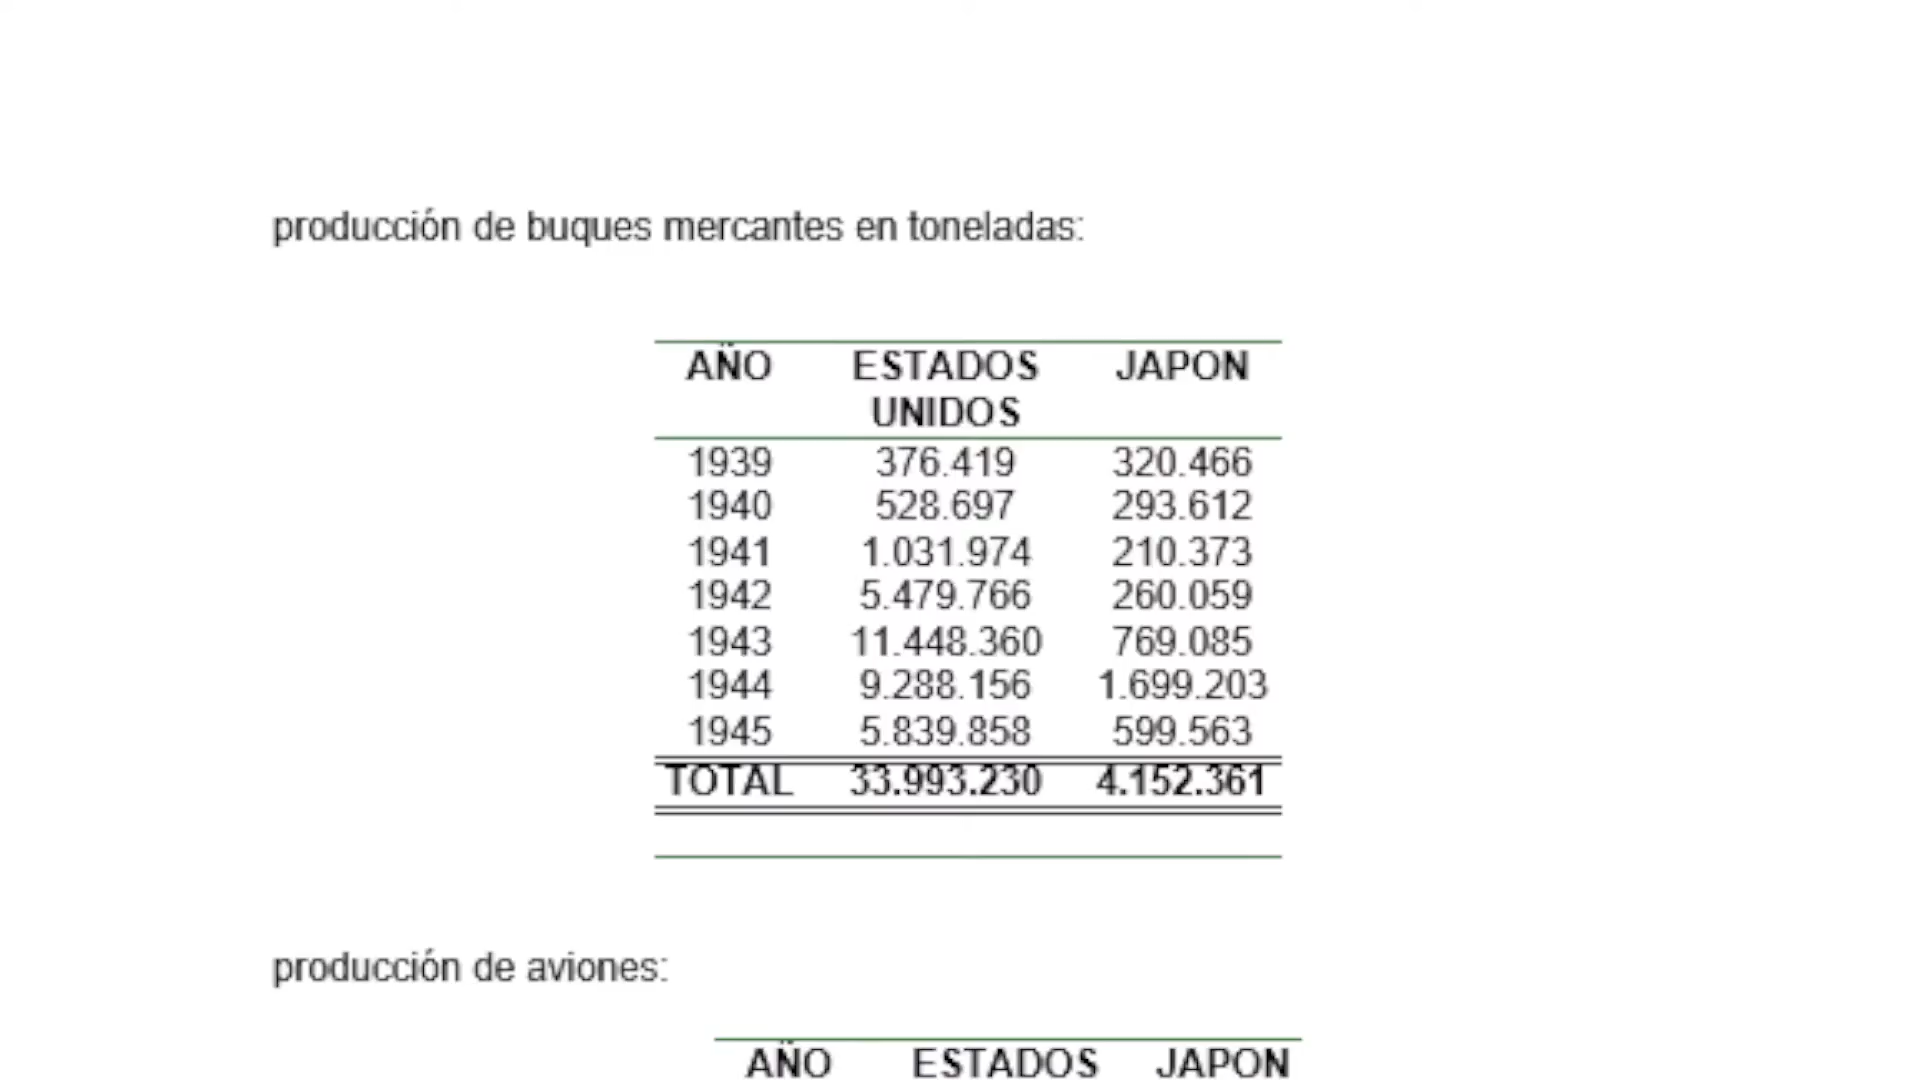 producción de buques mercantes en toneladas:
AÑO ESTADOS UNIDOS JAPON
1939 376.419 320.466
1940 528.697 293.612
1941 1.031.974 210.373
1942 5.479.766 260.059
1943 11.448.360 769.085
1944 9.288.156 1.699.203
1945 5.839.858 599.563
TOTAL 33.993.230 4.152.361
producción de aviones:
AÑO ESTADOS JAPON